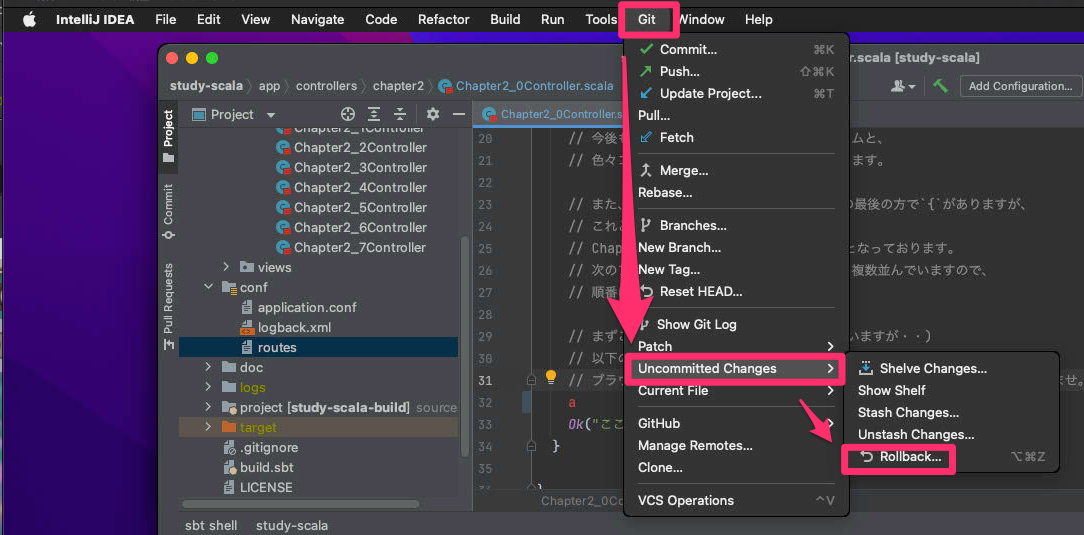 IntelliJ IDEA File Edit View Navigate Code Refactor Build Run Tools Git Window Help
r.scala [study-scala]
study-scala app controllers chapter2 Chapter2_0Controller.scala
Add Configuration...
Project
Chapter2_0Controller.s
Chapter2_1Controller
Chapter2_2Controller
Chapter2_3Controller
Chapter2_4Controller
Chapter2_5Controller
Chapter2_6Controller
Chapter2_7Controller
views
conf
application.conf
logback.xml
routes
doc
logs
project [study-scala-build] source
target
.gitignore
build.sbt
LICENSE
Project
Commit
Pull Requests
20 // 今後も ムと、
21 // 色々コ ます。
22
23 // また、 の最後の方で`{`がありますが、
24 // これ
25 // Chap となっております。
26 // 次の 複数並んでいますので、
27 // 順番
28
29 // まず いますが・・)
30 // 以下の
31 // ブラウ ませ。
32 a
33 Ok("ここ
34 }
35
}
Chapter2_0Co
Commit... ⌘K
Push... ⇧⌘K
Update Project... ⌘T
Pull...
Fetch
Merge...
Rebase...
Branches...
New Branch...
New Tag...
Reset HEAD...
Show Git Log
Patch
Uncommitted Changes
Current File
GitHub
Manage Remotes...
Clone...
VCS Operations ^V
Shelve Changes...
Show Shelf
Stash Changes...
Unstash Changes...
Rollback... ⌥⌘Z
sbt shell study-scala